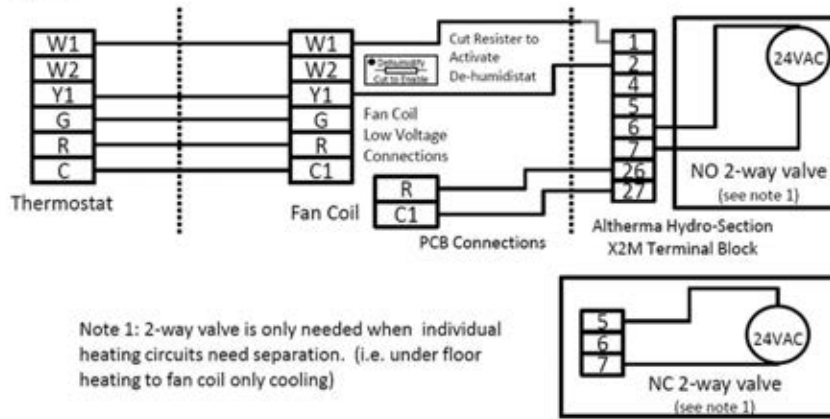 W1
W2
Y1
G
R
C
Thermostat
W1
W2
Y1
G
R
C1
Fan Coil
Dehumidify
Cut to Enable
Cut Resister to
Activate
De-humidistat
Fan Coil
Low Voltage
Connections
R
C1
PCB Connections
1
2
4
5
6
7
26
27
Altherma Hydro-Section
X2M Terminal Block
24VAC
NO 2-way valve
(see note 1)
Note 1: 2-way valve is only needed when individual
heating circuits need separation. (i.e. under floor
heating to fan coil only cooling)
5
6
7
24VAC
NC 2-way valve
(see note 1)